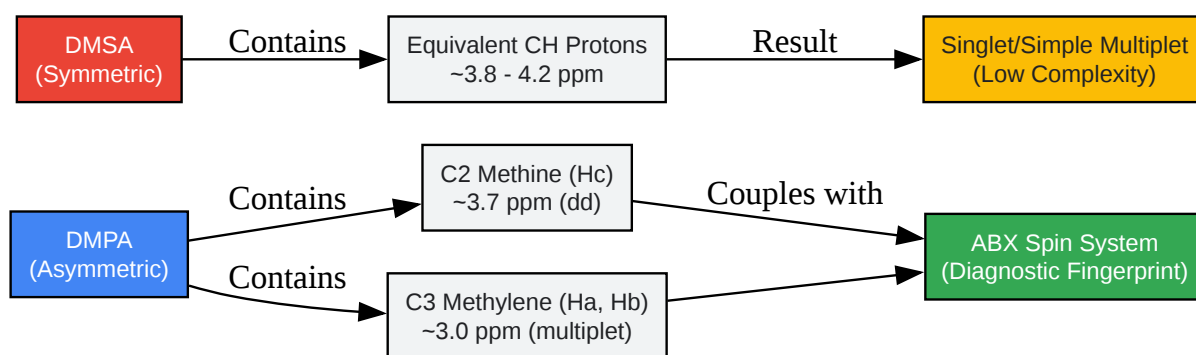 DMSA
(Symmetric)
Contains
Equivalent CH Protons
~3.8 - 4.2 ppm
Result
Singlet/Simple Multiplet
(Low Complexity)
DMPA
(Asymmetric)
Contains
C2 Methine (Hc)
~3.7 ppm (dd)
Couples with
Contains
C3 Methylene (Ha, Hb)
~3.0 ppm (multiplet)
ABX Spin System
(Diagnostic Fingerprint)